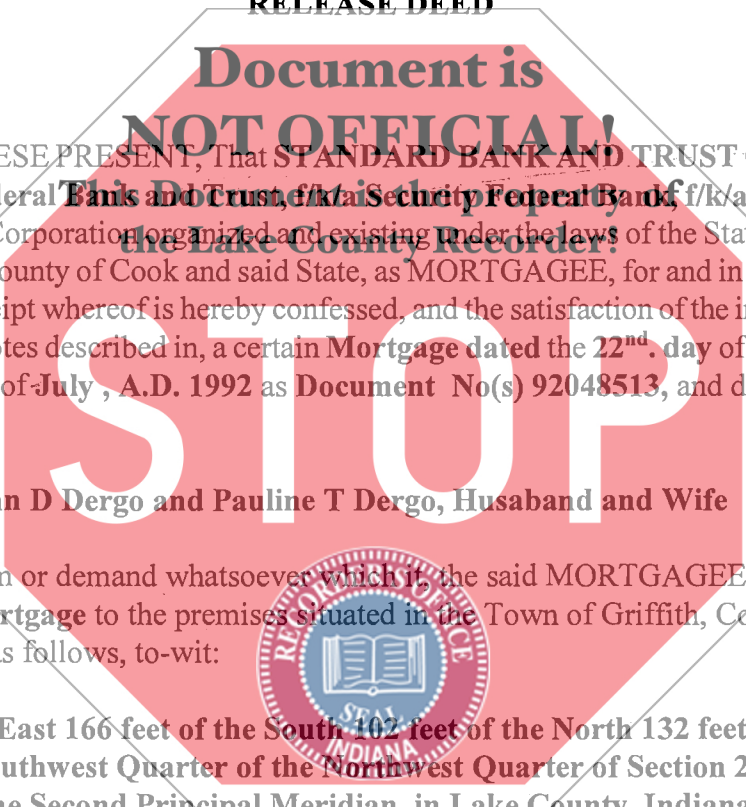 RELEASE DEED
Document is
NOT OFFICIAL!
ESE PRESENT, That STANDARD BANK AND TRUST
This Document is the property of
deral Bank and Trust, f/k/a Security Federal Bank, f/k/a
the Lake County Recorder!
Corporation organized and existing under the laws of the Sta
ounty of Cook and said State, as MORTGAGEE, for and in
ipt whereof is hereby confessed, and the satisfaction of the i
otes described in, a certain Mortgage dated the 22nd. day of
of July , A.D. 1992 as Document No(s) 92048513, and d
STOP
n D Dergo and Pauline T Dergo, Husaband and Wife
n or demand whatsoever which it, the said MORTGAGEE
rtgage to the premises situated in the Town of Griffith, Co
s follows, to-wit:
RECORDER'S OFFICE
SEAL
INDIANA
East 166 feet of the South 102 feet of the North 132 feet
uthwest Quarter of the Northwest Quarter of Section 2
he Second Principal Meridian, in Lake County, Indiana